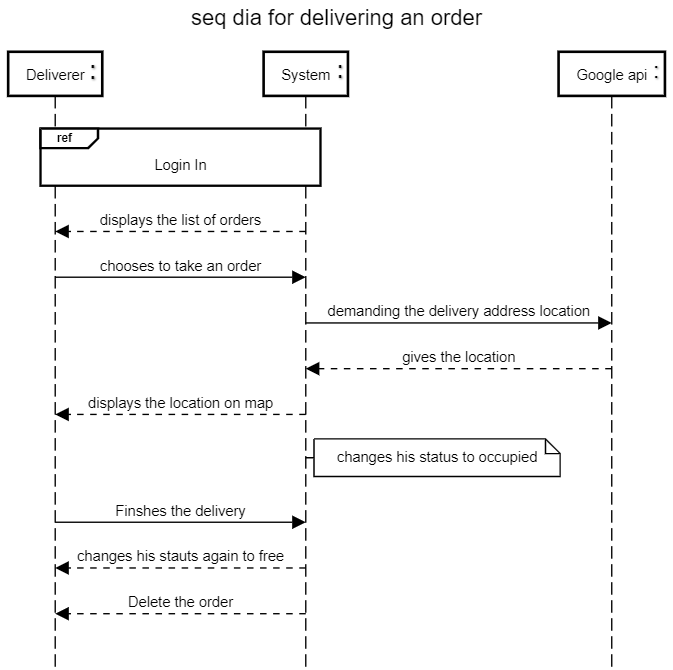 seq dia for delivering an order
Deliverer :
System :
Google api :
ref
Login In
displays the list of orders
chooses to take an order
demanding the delivery address location
gives the location
displays the location on map
changes his status to occupied
Finshes the delivery
changes his stauts again to free
Delete the order